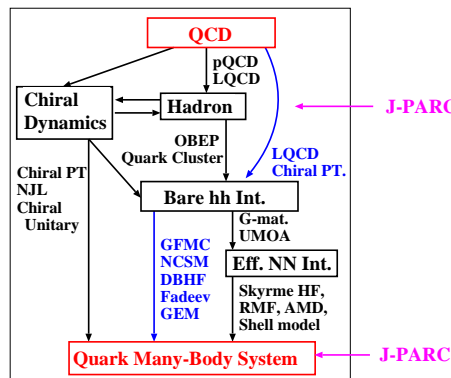 QCD
pQCD
LQCD
Chiral
Dynamics
Hadron
J-PARC
OBEP
Quark Cluster
LQCD
Chiral PT.
Chiral PT
NJL
Chiral
Unitary
Bare hh Int.
G-mat.
UMOA
GFMC
NCSM
DBHF
Fadeev
GEM
Eff. NN Int.
Skyrme HF,
RMF, AMD,
Shell model
Quark Many-Body System
J-PARC